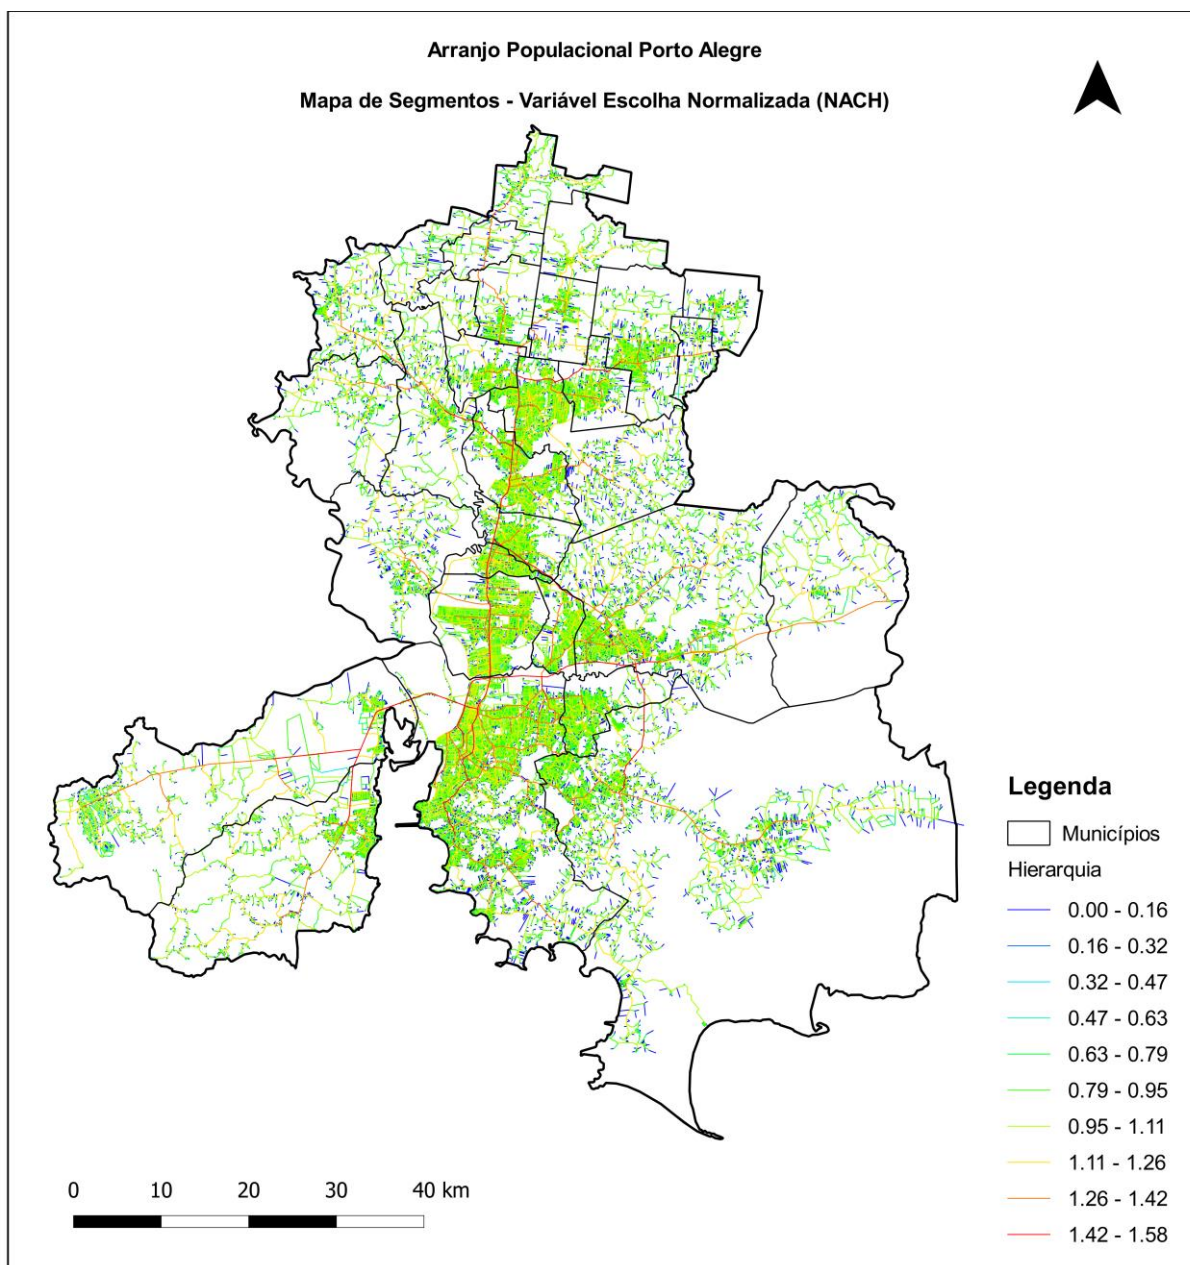 Arranjo Populacional Porto Alegre
Mapa de Segmentos - Variável Escolha Normalizada (NACH)
Legenda
Municípios
Hierarquia
0.00 - 0.16
0.16 - 0.32
0.32 - 0.47
0.47 - 0.63
0.63 - 0.79
0.79 - 0.95
0.95 - 1.11
1.11 - 1.26
1.26 - 1.42
1.42 - 1.58
0 10 20 30 40 km